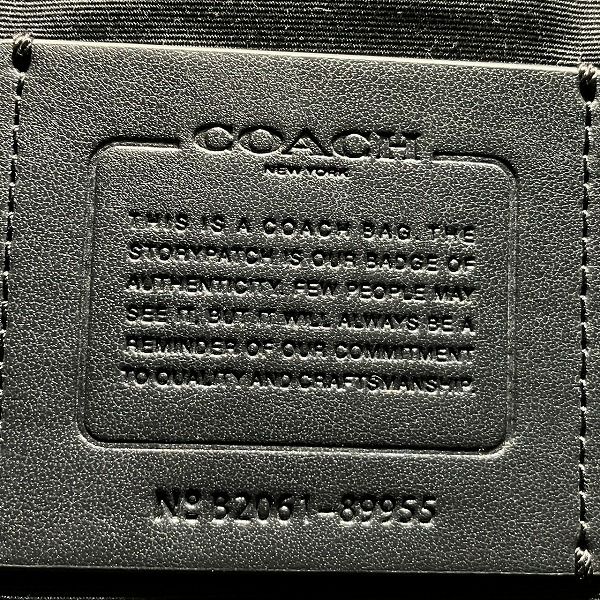 COACH
NEW YORK
THIS IS A COACH BAG. THE
STORYPATCH IS OUR BADGE OF
AUTHENTICITY. FEW PEOPLE MAY
SEE IT, BUT IT WILL ALWAYS BE A
REMINDER OF OUR COMMITMENT
TO QUALITY AND CRAFTSMANSHIP.
Nº B2061-89955